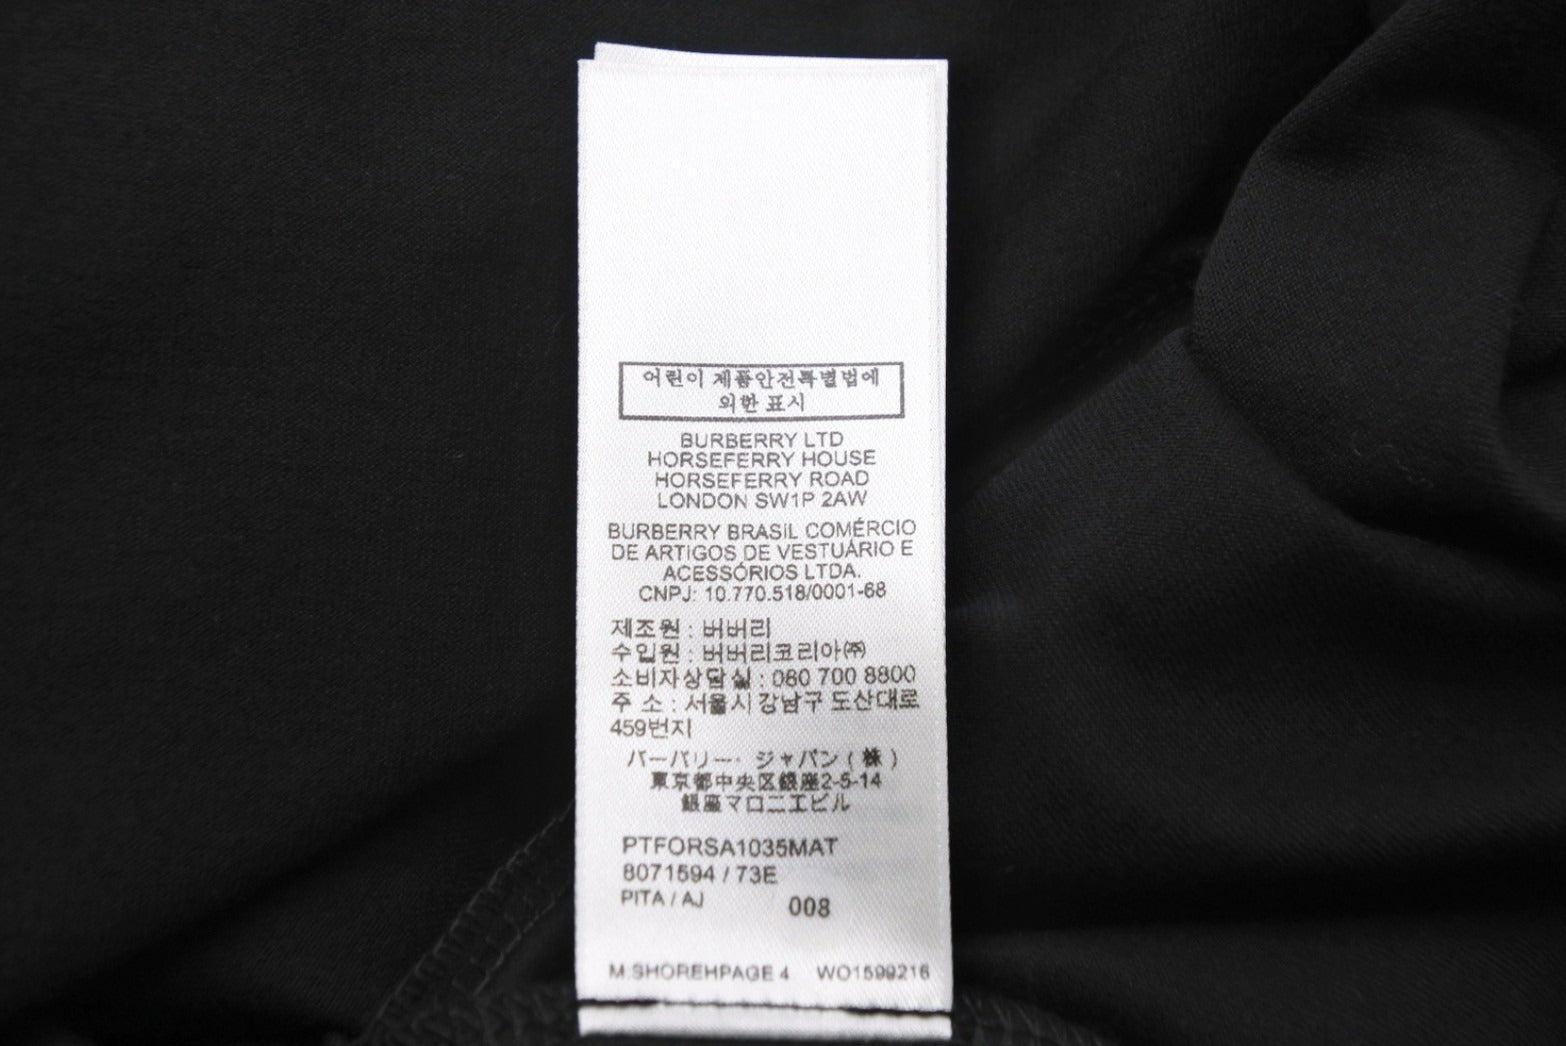 어린이 제품안전특별법에
의한 표시
BURBERRY LTD
HORSEFERRY HOUSE
HORSEFERRY ROAD
LONDON SW1P 2AW
BURBERRY BRASIL COMÉRCIO
DE ARTIGOS DE VESTUÁRIO E
ACESSÓRIOS LTDA.
CNPJ: 10.770.518/0001-68
제조원 : 버버리
수입원 : 버버리코리아㈜
소비자상담실 : 080 700 8800
주 소 : 서울시 강남구 도산대로
459번지
バーバリー・ジャパン(株)
東京都中央区銀座2-5-14
銀座マロニエビル
PTFORSA1035MAT
8071594 / 73E
PITA / AJ 008
M.SHOREHPAGE 4 WO1599216